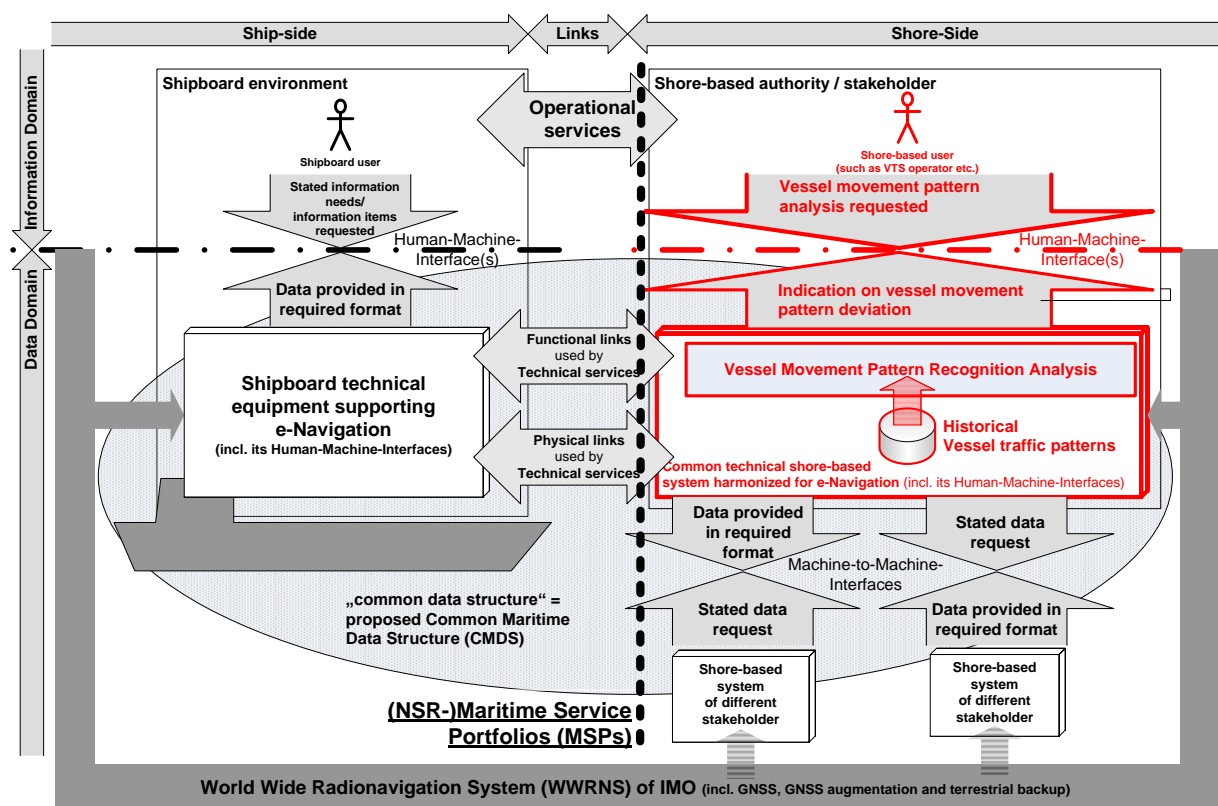 Ship-side
Links
Shore-Side
Information Domain
Data Domain
Shipboard environment
Shipboard user
Stated information
needs/
information items
requested
Human-Machine-
Interface(s)
Data provided in
required format
Shipboard technical
equipment supporting
e-Navigation
(incl. its Human-Machine-Interfaces)
Operational
services
Functional links
used by
Technical services
Physical links
used by
Technical services
Shore-based authority / stakeholder
Shore-based user
(such as VTS operator etc.)
Vessel movement pattern
analysis requested
Human-Machine-
Interface(s)
Indication on vessel movement
pattern deviation
Vessel Movement Pattern Recognition Analysis
Historical
Vessel traffic patterns
Common technical shore-based
system harmonized for e-Navigation (incl. its Human-Machine-Interfaces)
Data provided
in required
format
Stated data
request
Machine-to-Machine-
Interfaces
Stated data
request
Data provided in
required format
Shore-based
system
of different
stakeholder
Shore-based
system
of different
stakeholder
„common data structure“ =
proposed Common Maritime
Data Structure (CMDS)
(NSR-)Maritime Service
Portfolios (MSPs)
World Wide Radionavigation System (WWRNS) of IMO (incl. GNSS, GNSS augmentation and terrestrial backup)